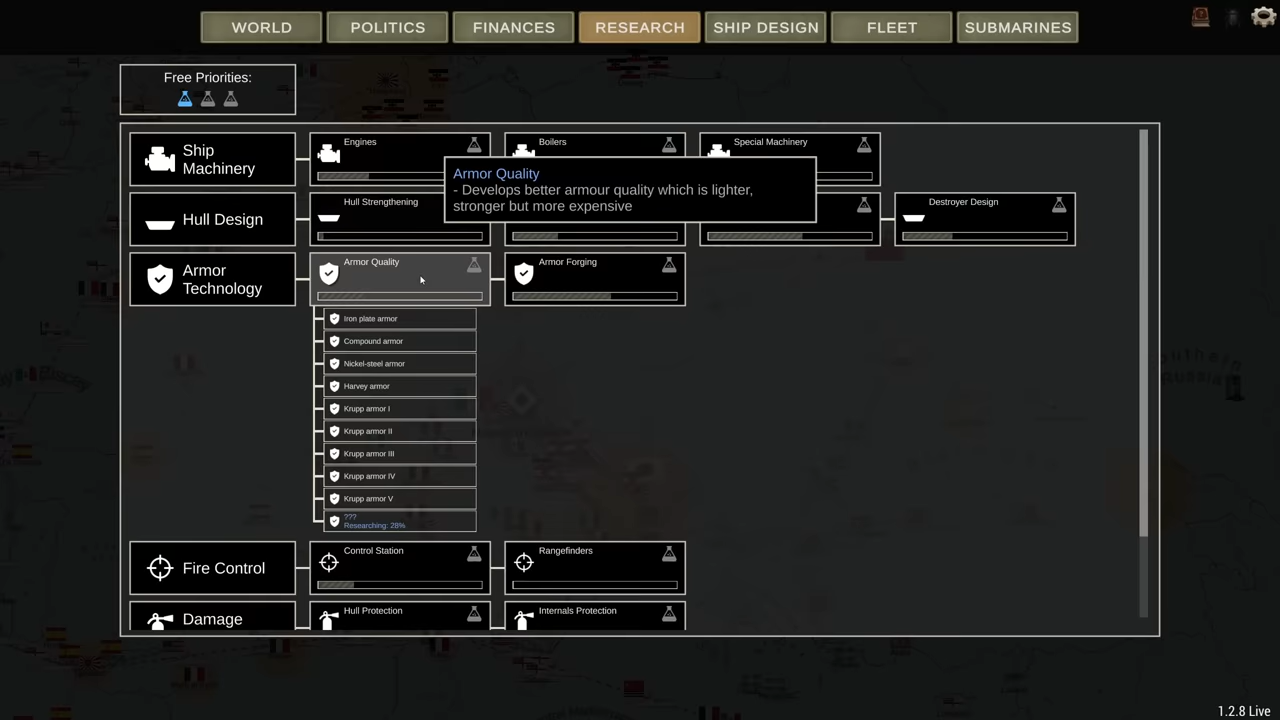 WORLD
POLITICS
FINANCES
RESEARCH
SHIP DESIGN
FLEET
SUBMARINES
Free Priorities:
Ship
Machinery
Engines
Boilers
Special Machinery
Armor Quality
- Develops better armour quality which is lighter,
stronger but more expensive
Hull Design
Hull Strengthening
Destroyer Design
Armor
Technology
Armor Quality
Armor Forging
Iron plate armor
Compound armor
Nickel-steel armor
Harvey armor
Krupp armor I
Krupp armor II
Krupp armor III
Krupp armor IV
Krupp armor V
???
Researching: 28%
Fire Control
Control Station
Rangefinders
Damage
Hull Protection
Internals Protection
Southern
Russia
1.2.8 Live